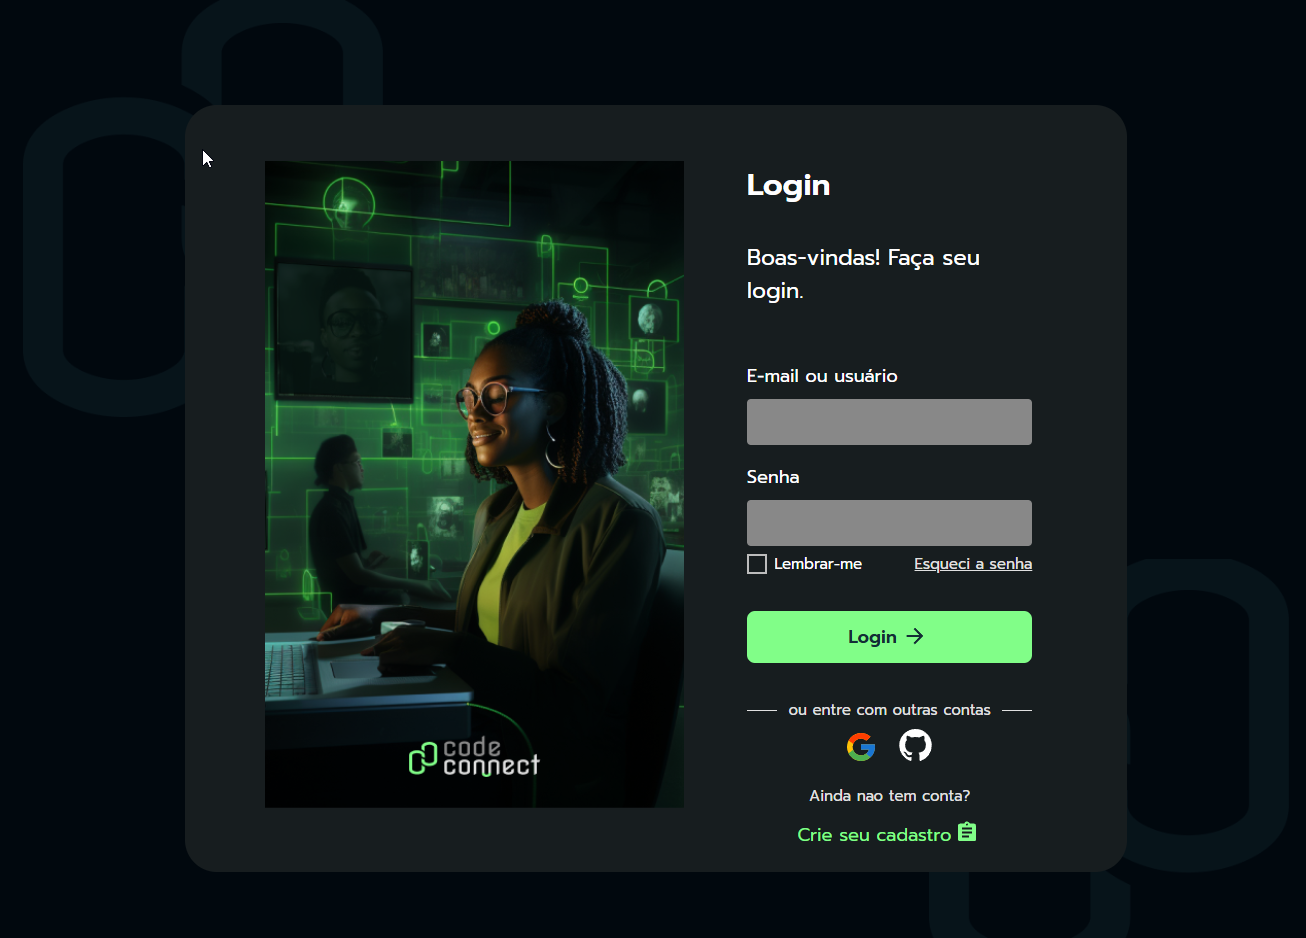 Login
Boas-vindas! Faça seu
login.
E-mail ou usuário
Senha
Lembrar-me
Esqueci a senha
Login
ou entre com outras contas
Ainda nao tem conta?
Crie seu cadastro
code
connect